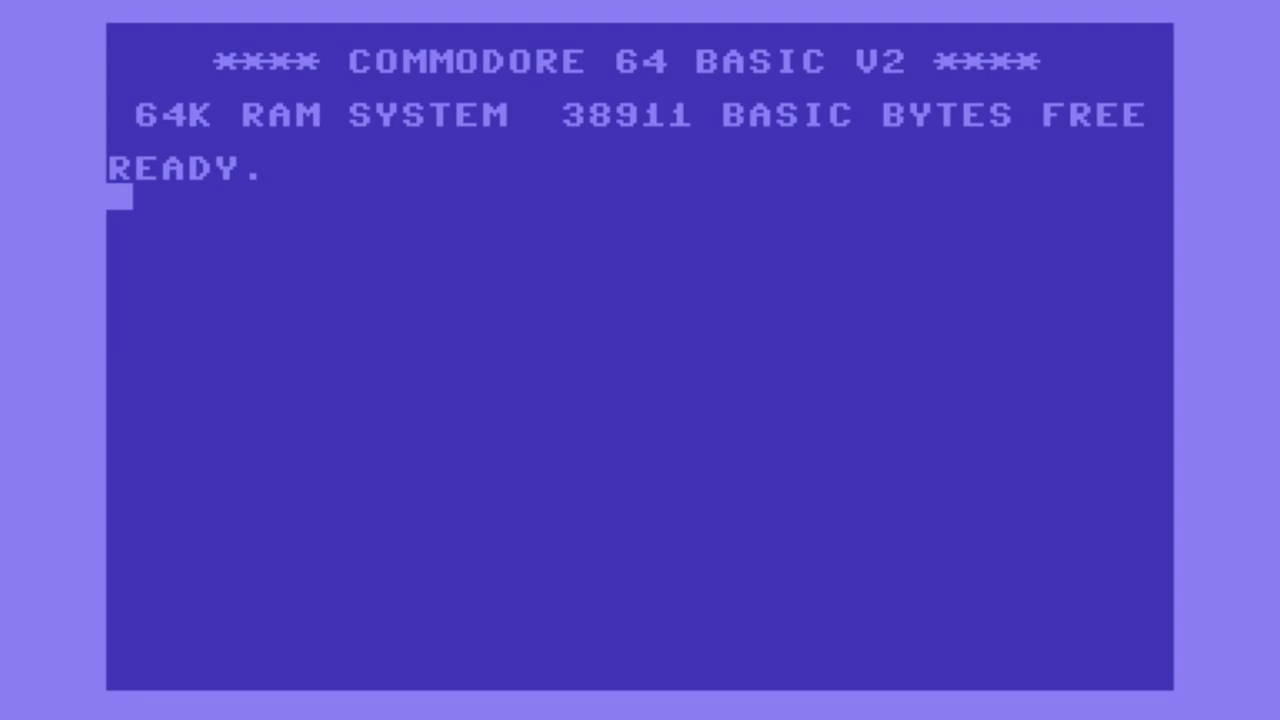 **** COMMODORE 64 BASIC V2 ****
64K RAM SYSTEM  38911 BASIC BYTES FREE
READY.